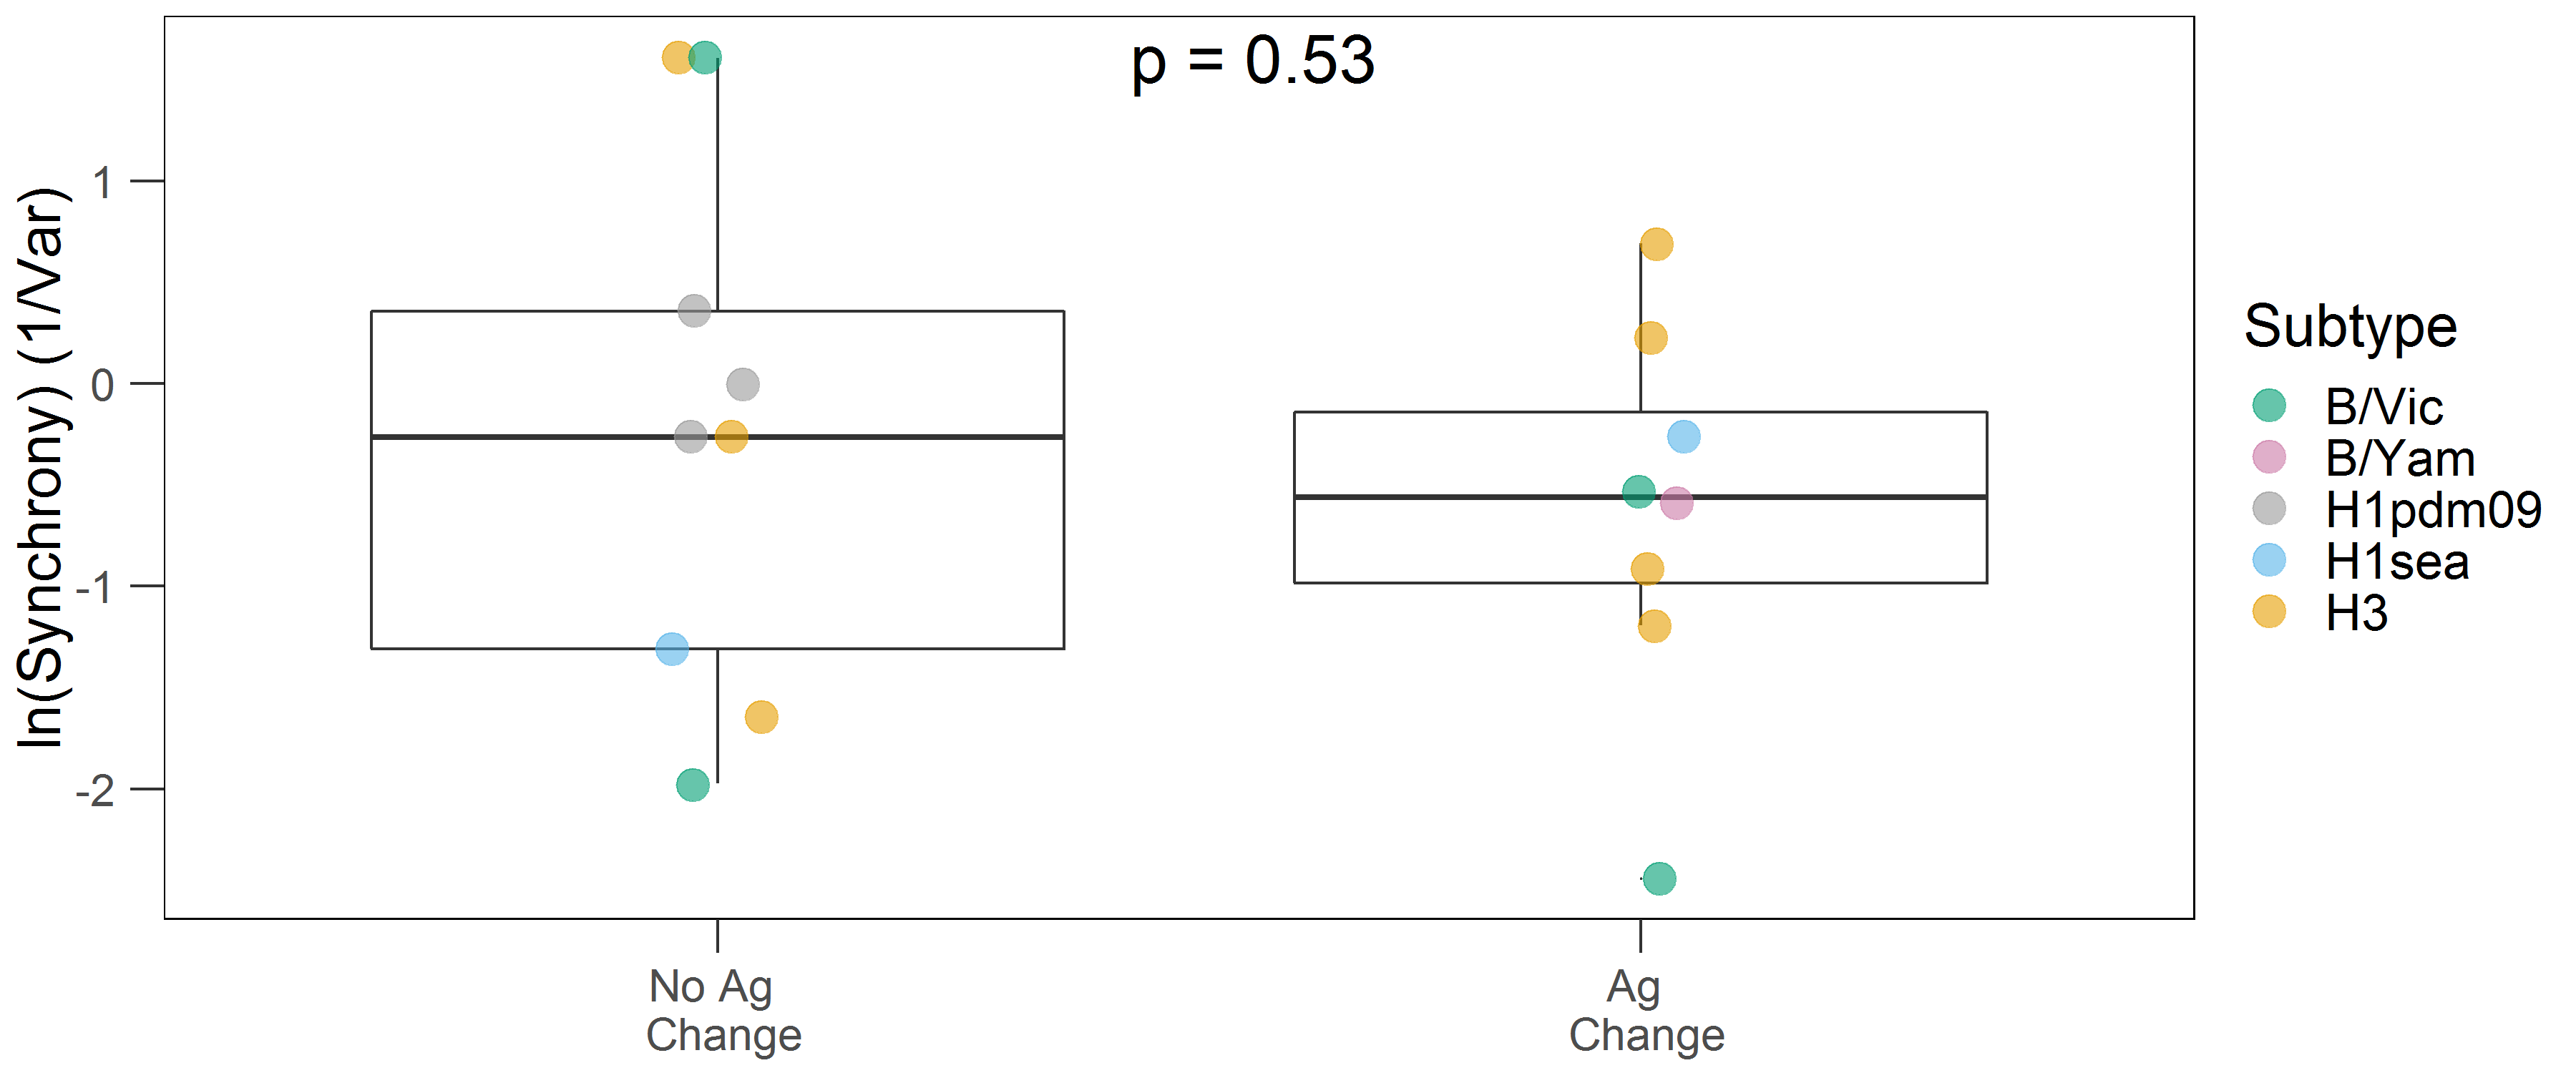 p = 0.53
ln(Synchrony) (1/Var)
1
0
-1
-2
No Ag
Change
Ag
Change
Subtype
B/Vic
B/Yam
H1pdm09
H1sea
H3